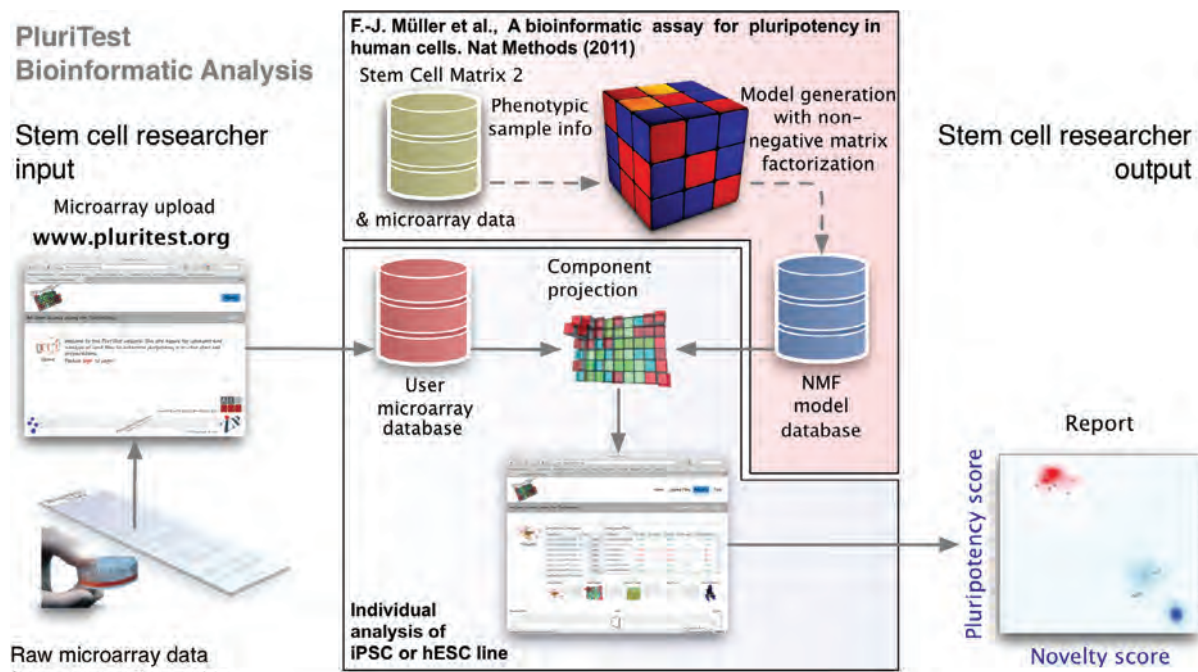 PluriTest
Bioinformatic Analysis
Stem cell researcher
input
Microarray upload
www.pluritest.org
Raw microarray data
F.-J. Müller et al., A bioinformatic assay for pluripotency in
human cells. Nat Methods (2011)
Stem Cell Matrix 2
Phenotypic
sample info
& microarray data
Model generation
with non-
negative matrix
factorization
Component
projection
User
microarray
database
NMF
model
database
Individual
analysis of
iPSC or hESC line
Stem cell researcher
output
Report
Pluripotency score
Novelty score